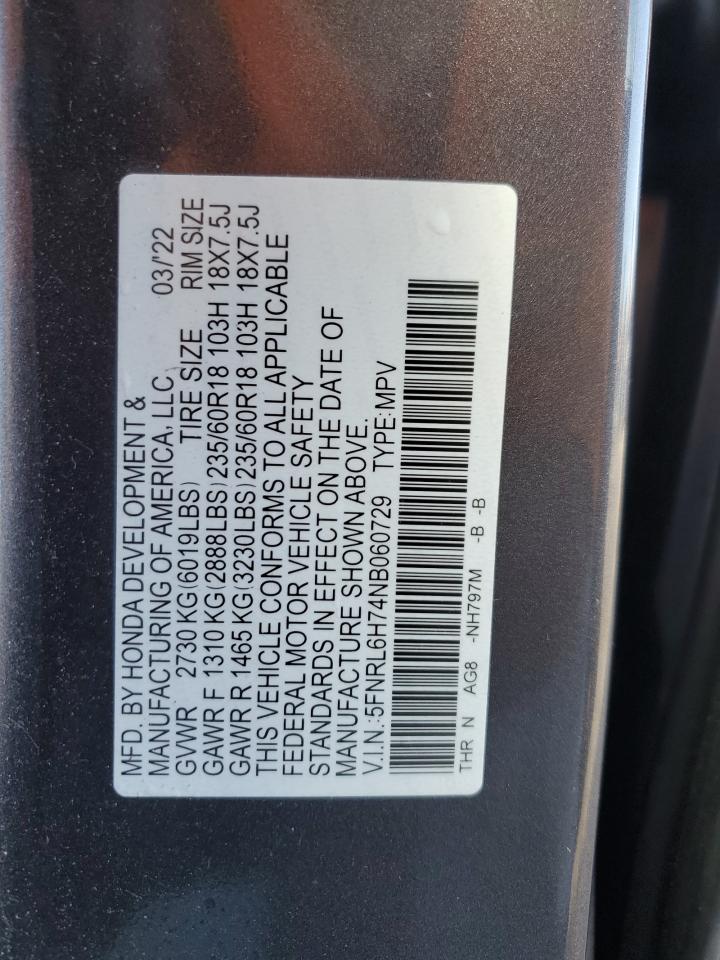 MFD. BY HONDA DEVELOPMENT &
MANUFACTURING OF AMERICA, LLC 03/'22
GVWR 2730 KG(6019LBS) TIRE SIZE RIM SIZE
GAWR F 1310 KG(2888LBS) 235/60R18 103H 18X7.5J
GAWR R 1465 KG(3230LBS) 235/60R18 103H 18X7.5J
THIS VEHICLE CONFORMS TO ALL APPLICABLE
FEDERAL MOTOR VEHICLE SAFETY
STANDARDS IN EFFECT ON THE DATE OF
MANUFACTURE SHOWN ABOVE.
V.I.N.:5FNRL6H74NB060729 TYPE:MPV
THR N AG8 -NH797M -B -B